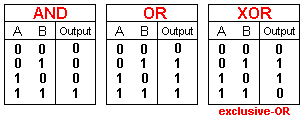 AND
A B Output
0 0 0
0 1 0
1 0 0
1 1 1
OR
A B Output
0 0 0
0 1 1
1 0 1
1 1 1
XOR
A B Output
0 0 0
0 1 1
1 0 1
1 1 0
exclusive-OR